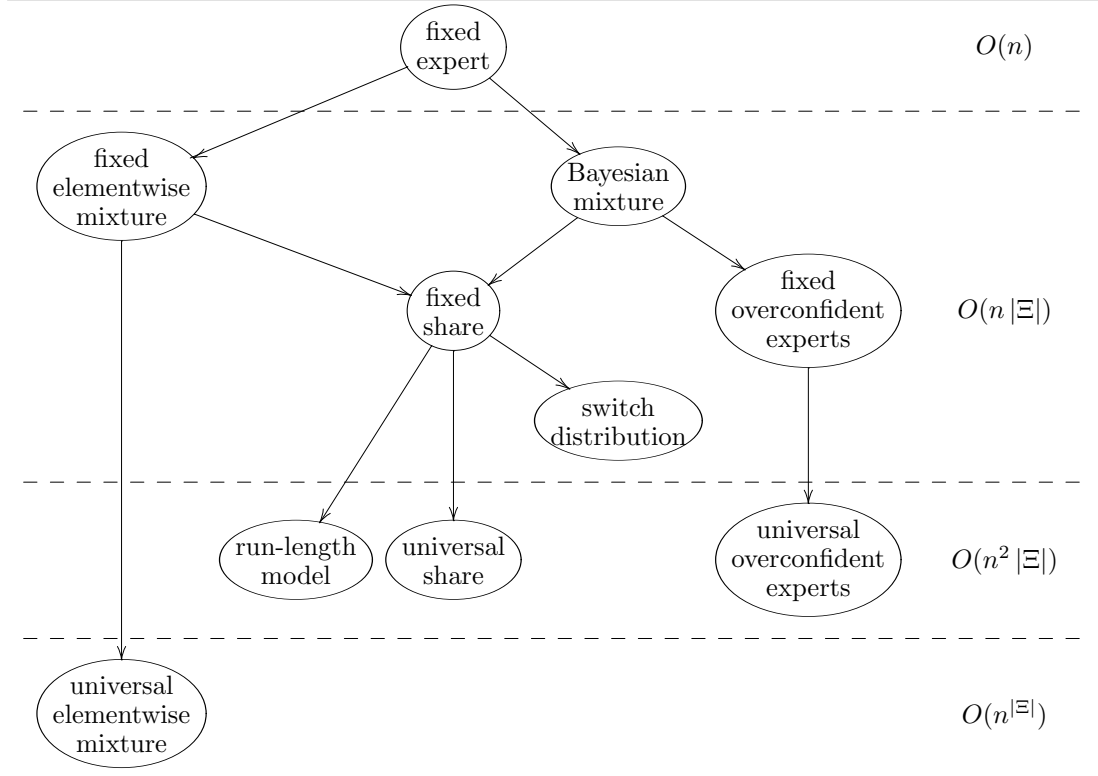 fixed
expert
O(n)
fixed
elementwise
mixture
Bayesian
mixture
fixed
share
fixed
overconfident
experts
O(n |Ξ|)
switch
distribution
run-length
model
universal
share
universal
overconfident
experts
O(n² |Ξ|)
universal
elementwise
mixture
O(n^{|Ξ|})